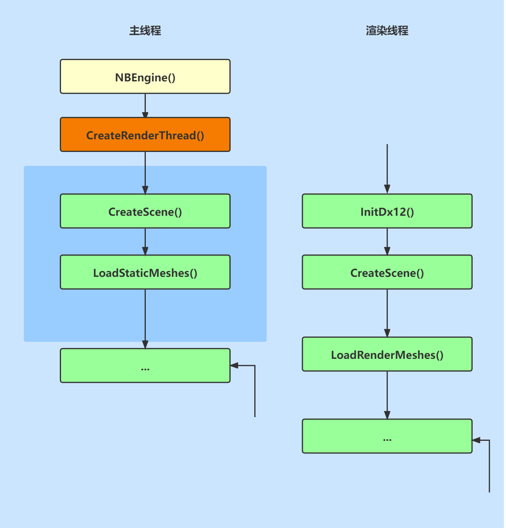 主线程
渲染线程
NBEngine()
CreateRenderThread()
CreateScene()
InitDx12()
LoadStaticMeshes()
CreateScene()
...
LoadRenderMeshes()
...